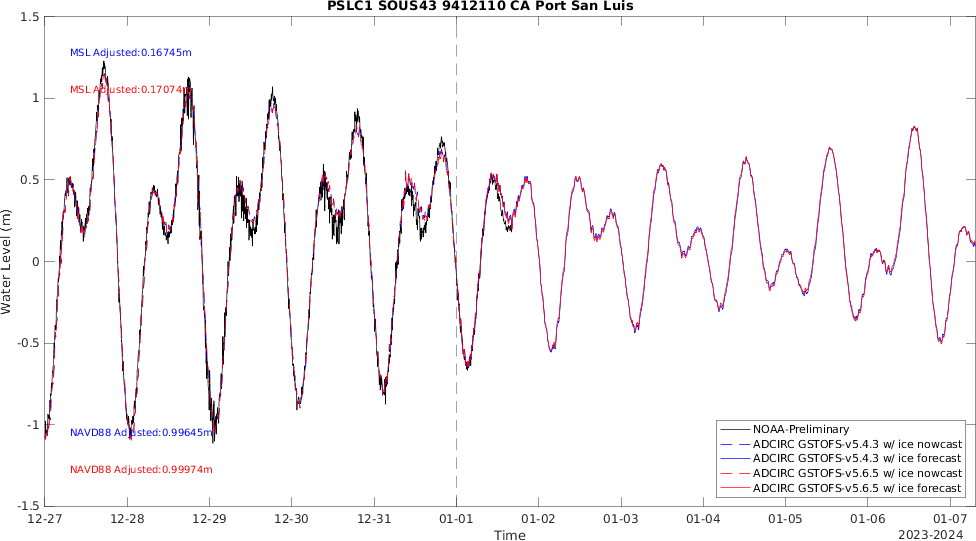 PSLC1 SOUS43 9412110 CA Port San Luis
1.5
MSL Adjusted:0.16745m
1
MSL Adjusted:0.17074m
0.5
Water Level (m)
0
-0.5
-1
NAVD88 Adjusted:0.99645m
NAVD88 Adjusted:0.99974m
NOAA-Preliminary
ADCIRC GSTOFS-v5.4.3 w/ ice nowcast
ADCIRC GSTOFS-v5.4.3 w/ ice forecast
ADCIRC GSTOFS-v5.6.5 w/ ice nowcast
ADCIRC GSTOFS-v5.6.5 w/ ice forecast
-1.5
12-27 12-28 12-29 12-30 12-31 01-01 01-02 01-03 01-04 01-05 01-06 01-07
Time
2023-2024